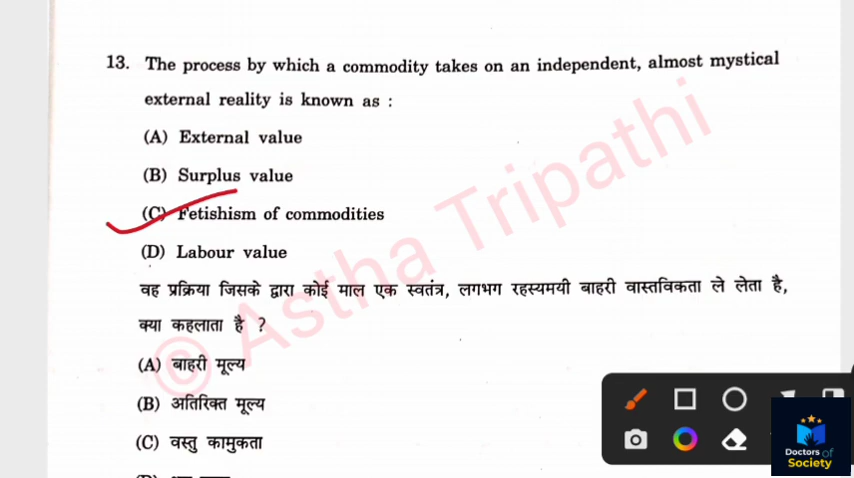 13. The process by which a commodity takes on an independent, almost mystical
external reality is known as :
(A) External value
(B) Surplus value
(C) Fetishism of commodities
(D) Labour value
वह प्रक्रिया जिसके द्वारा कोई माल एक स्वतंत्र, लगभग रहस्यमयी बाहरी वास्तविकता ले लेता है,
क्या कहलाता है ?
(A) बाहरी मूल्य
(B) अतिरिक्त मूल्य
(C) वस्तु कामुकता
© Astha Tripathi
Doctors of
Society